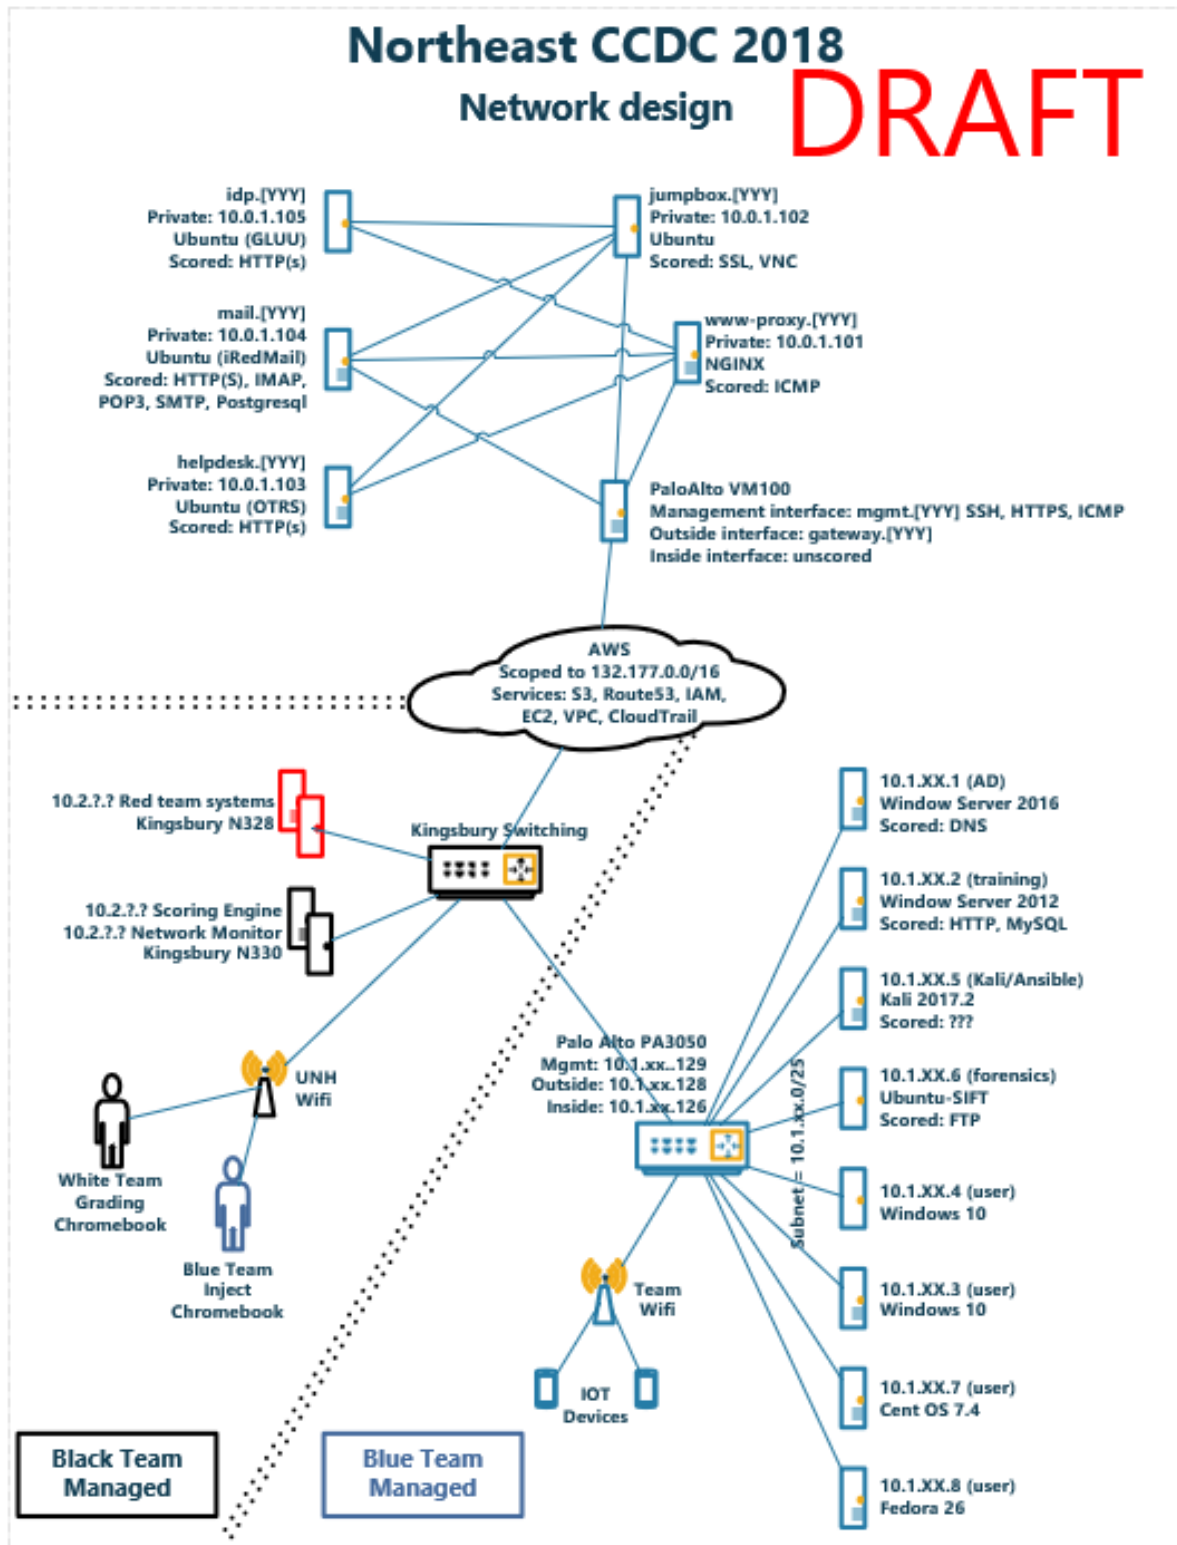 Northeast CCDC 2018
Network design
DRAFT
idp.[YYY]
Private: 10.0.1.105
Ubuntu (GLUU)
Scored: HTTP(s)
jumpbox.[YYY]
Private: 10.0.1.102
Ubuntu
Scored: SSL, VNC
mail.[YYY]
Private: 10.0.1.104
Ubuntu (iRedMail)
Scored: HTTP(S), IMAP,
POP3, SMTP, Postgresql
www-proxy.[YYY]
Private: 10.0.1.101
NGINX
Scored: ICMP
helpdesk.[YYY]
Private: 10.0.1.103
Ubuntu (OTRS)
Scored: HTTP(s)
PaloAlto VM100
Management interface: mgmt.[YYY] SSH, HTTPS, ICMP
Outside interface: gateway.[YYY]
Inside interface: unscored
AWS
Scoped to 132.177.0.0/16
Services: S3, Route53, IAM,
EC2, VPC, CloudTrail
10.2.?.? Red team systems
Kingsbury N328
Kingsbury Switching
10.2.?.? Scoring Engine
10.2.?.? Network Monitor
Kingsbury N330
UNH
Wifi
White Team
Grading
Chromebook
Blue Team
Inject
Chromebook
Palo Alto PA3050
Mgmt: 10.1.xx..129
Outside: 10.1.xx.128
Inside: 10.1.xx.126
Subnet = 10.1.xx.0/25
Team
Wifi
IOT
Devices
10.1.XX.1 (AD)
Window Server 2016
Scored: DNS
10.1.XX.2 (training)
Window Server 2012
Scored: HTTP, MySQL
10.1.XX.5 (Kali/Ansible)
Kali 2017.2
Scored: ???
10.1.XX.6 (forensics)
Ubuntu-SIFT
Scored: FTP
10.1.XX.4 (user)
Windows 10
10.1.XX.3 (user)
Windows 10
10.1.XX.7 (user)
Cent OS 7.4
10.1.XX.8 (user)
Fedora 26
Black Team
Managed
Blue Team
Managed